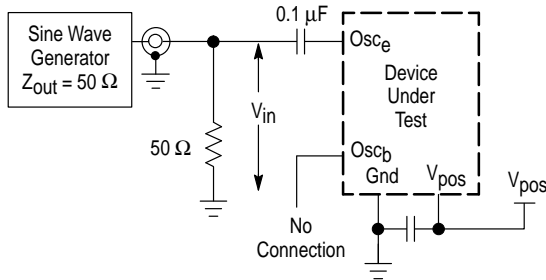 Sine Wave
Generator
Zout = 50 Ω
0.1 µF
Osce
Device
Under
Test
Vin
50 Ω
Oscb
Gnd
Vpos
Vpos
No
Connection